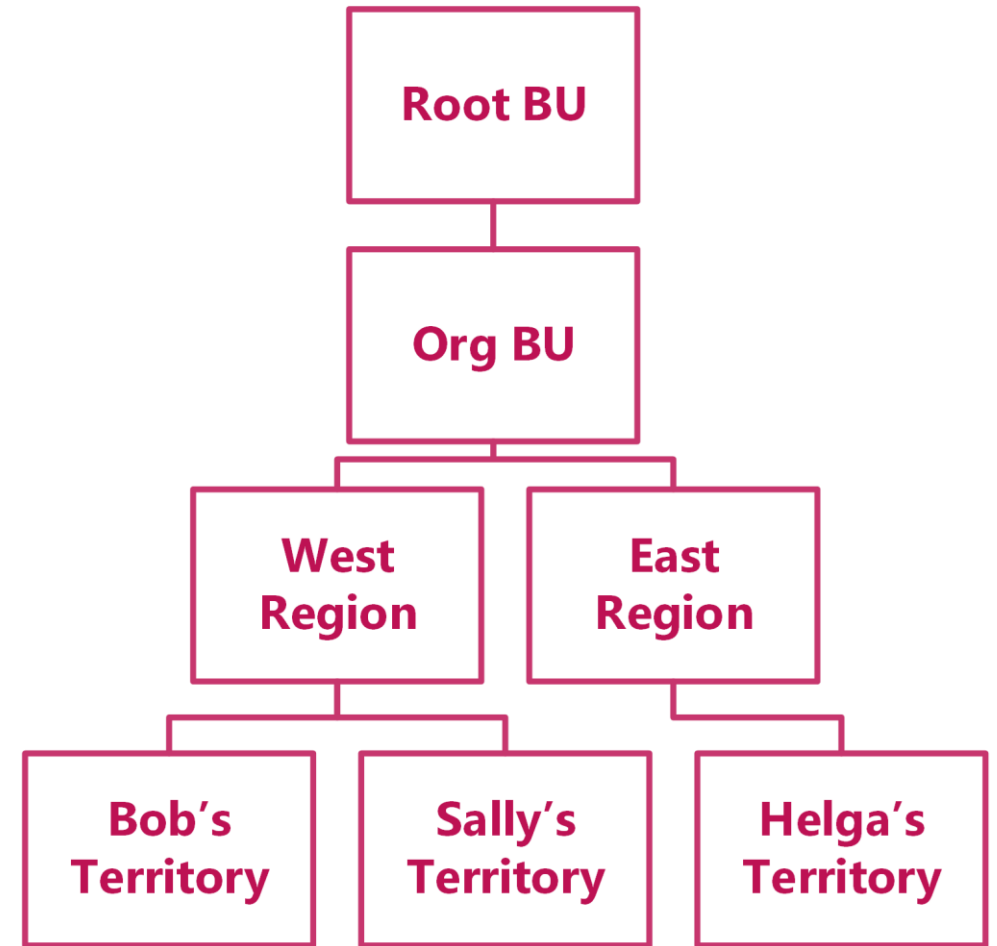 Root BU
Org BU
West
Region
East
Region
Bob’s
Territory
Sally’s
Territory
Helga’s
Territory